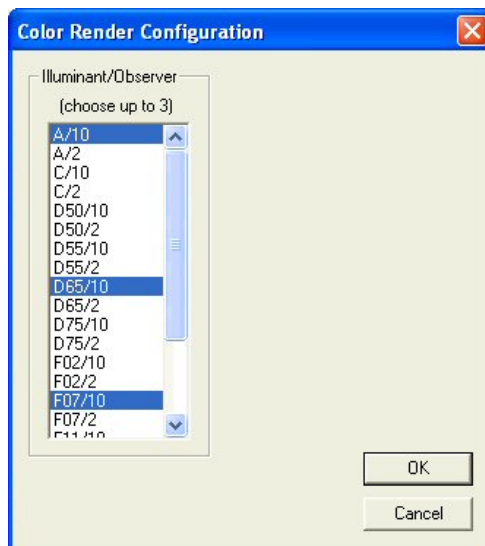 Color Render Configuration
Illuminant/Observer
(choose up to 3)
A/10
A/2
C/10
C/2
D50/10
D50/2
D55/10
D55/2
D65/10
D65/2
D75/10
D75/2
F02/10
F02/2
F07/10
F07/2
F11/10
OK
Cancel